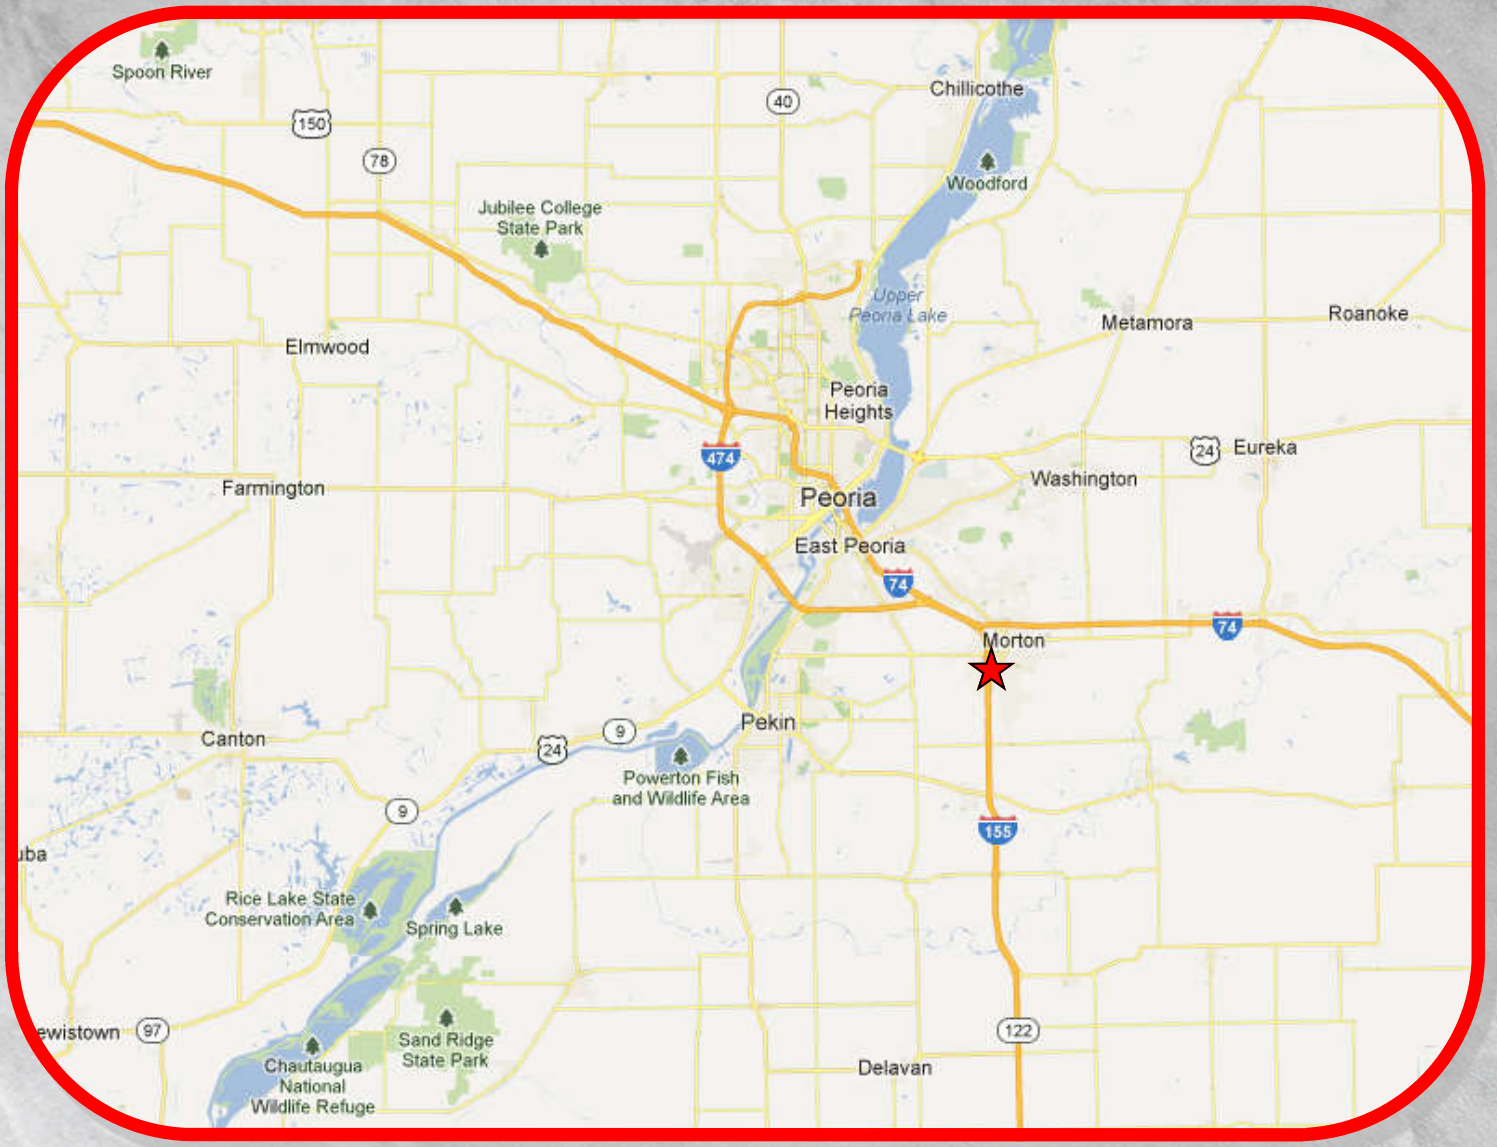 Spoon River
150
40
Chillicothe
78
Woodford
Jubilee College
State Park
Upper
Peoria Lake
Metamora
Roanoke
Elmwood
Peoria
Heights
474
24
Eureka
Washington
Farmington
Peoria
East Peoria
74
74
Morton
Canton
Pekin
9
24
Powerton Fish
and Wildlife Area
9
155
uba
Rice Lake State
Conservation Area
Spring Lake
ewistown
97
Sand Ridge
State Park
122
Chautaugua
National
Wildlife Refuge
Delavan